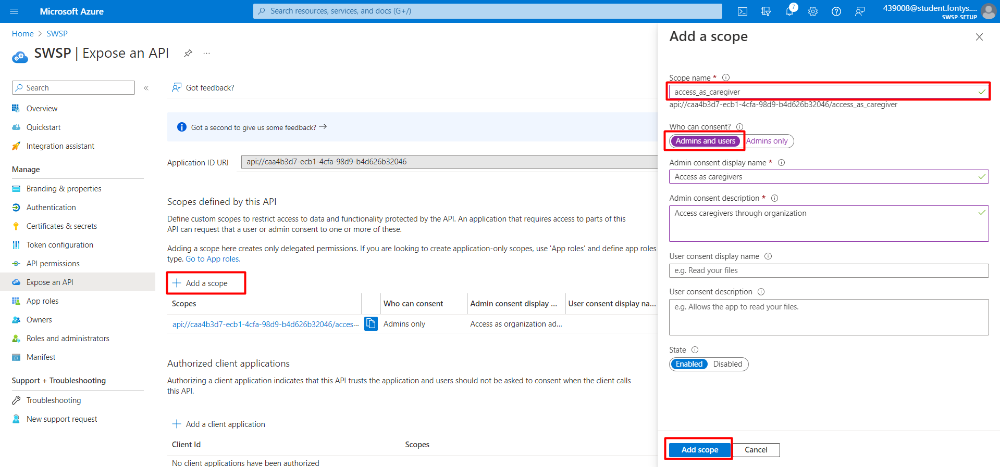 Microsoft Azure
Search resources, services, and docs (G+/)
7
439008@student.fontys....
SWSP-SETUP
Home > SWSP
SWSP | Expose an API
...
Search
«
Overview
Quickstart
Integration assistant
Manage
Branding & properties
Authentication
Certificates & secrets
Token configuration
API permissions
Expose an API
App roles
Owners
Roles and administrators
Manifest
Support + Troubleshooting
Troubleshooting
New support request
Got feedback?
Got a second to give us some feedback? →
Application ID URI
api://caa4b3d7-ecb1-4cfa-98d9-b4d626b32046
Scopes defined by this API
Define custom scopes to restrict access to data and functionality protected by the API. An application that requires access to parts of this
API can request that a user or admin consent to one or more of these.
Adding a scope here creates only delegated permissions. If you are looking to create application-only scopes, use 'App roles' and define app roles
type. Go to App roles.
+ Add a scope
Scopes Who can consent Admin consent display ... User consent display na...
api://caa4b3d7-ecb1-4cfa-98d9-b4d626b32046/acces... Admins only Access as organization ad...
Authorized client applications
Authorizing a client application indicates that this API trusts the application and users should not be asked to consent when the client calls
this API.
+ Add a client application
Client Id Scopes
No client applications have been authorized
Add a scope
Scope name *
access_as_caregiver
api://caa4b3d7-ecb1-4cfa-98d9-b4d626b32046/access_as_caregiver
Who can consent?
Admins and users Admins only
Admin consent display name *
Access as caregivers
Admin consent description *
Access caregivers through organization
User consent display name
e.g. Read your files
User consent description
e.g. Allows the app to read your files.
State
Enabled Disabled
Add scope Cancel